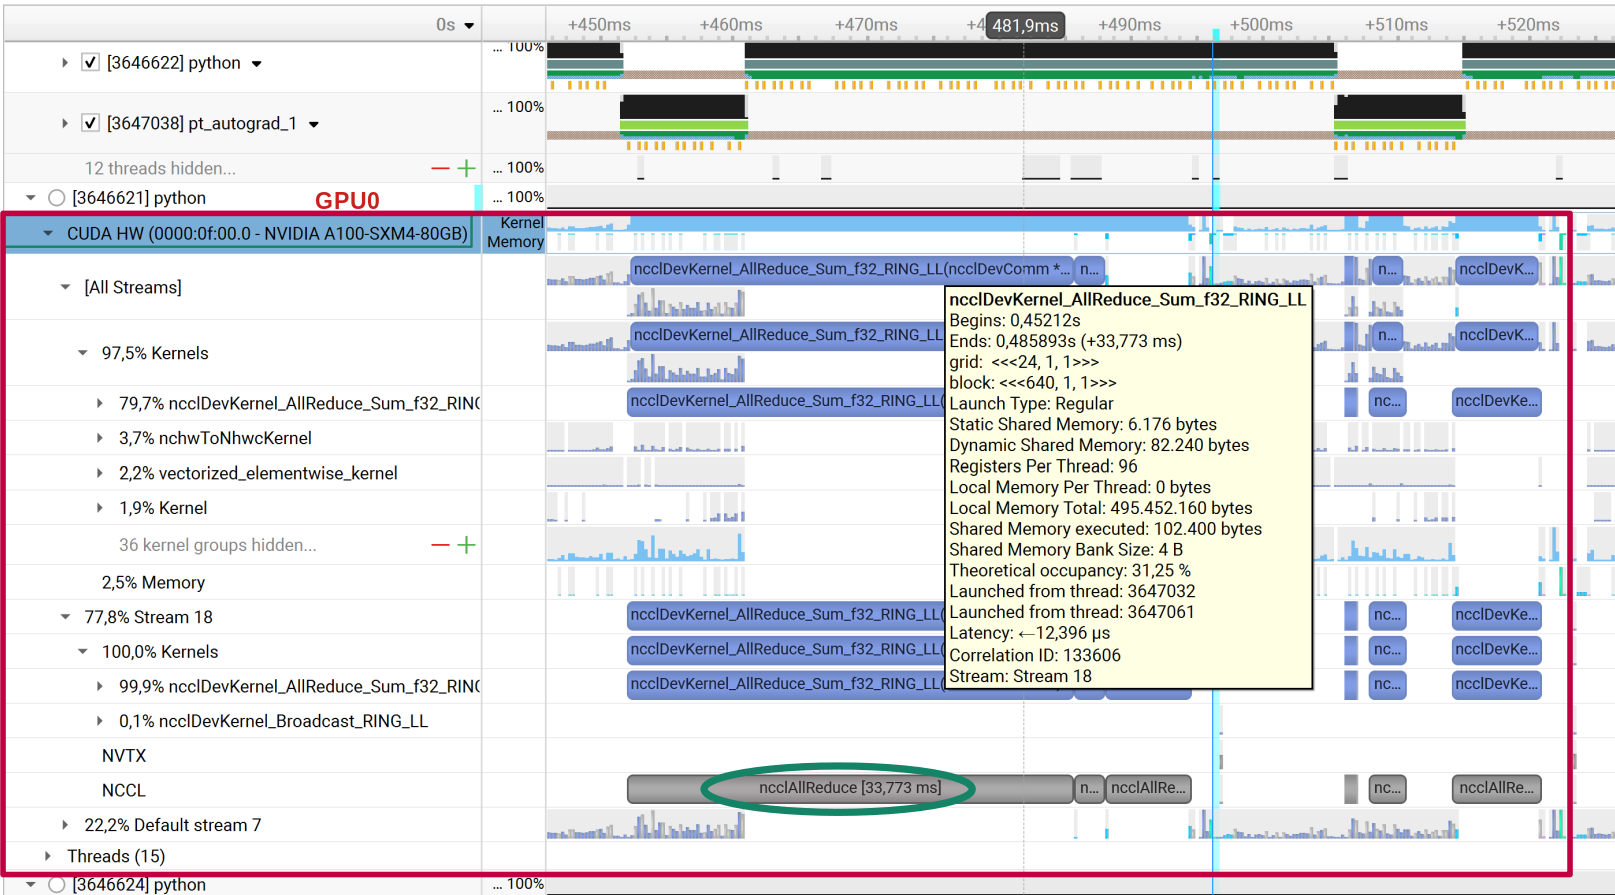 0s
+450ms +460ms +470ms +4 481,9ms +490ms +500ms +510ms +520ms
[3646622] python
... 100%
[3647038] pt_autograd_1
... 100%
12 threads hidden...
... 100%
[3646621] python
GPU0
... 100%
CUDA HW (0000:0f:00.0 - NVIDIA A100-SXM4-80GB)
Kernel
Memory
[All Streams]
ncclDevKernel_AllReduce_Sum_f32_RING_LL(ncclDevComm *... n... n... ncclDevK...
97,5% Kernels
ncclDevKernel_AllReduce_Sum_f32_RING_LL n... ncclDevK...
79,7% ncclDevKernel_AllReduce_Sum_f32_RING
ncclDevKernel_AllReduce_Sum_f32_RING_LL( nc... ncclDevKe...
3,7% nchwToNhwcKernel
2,2% vectorized_elementwise_kernel
1,9% Kernel
36 kernel groups hidden...
2,5% Memory
77,8% Stream 18
ncclDevKernel_AllReduce_Sum_f32_RING_LL( nc... ncclDevKe...
100,0% Kernels
ncclDevKernel_AllReduce_Sum_f32_RING_LL( nc... ncclDevKe...
99,9% ncclDevKernel_AllReduce_Sum_f32_RING
ncclDevKernel_AllReduce_Sum_f32_RING_LL( nc... ncclDevKe...
0,1% ncclDevKernel_Broadcast_RING_LL
NVTX
NCCL
ncclAllReduce [33,773 ms] n... ncclAllRe... nc... ncclAllRe...
22,2% Default stream 7
Threads (15)
[3646624] python
... 100%
ncclDevKernel_AllReduce_Sum_f32_RING_LL
Begins: 0,45212s
Ends: 0,485893s (+33,773 ms)
grid: <<<24, 1, 1>>>
block: <<<640, 1, 1>>>
Launch Type: Regular
Static Shared Memory: 6.176 bytes
Dynamic Shared Memory: 82.240 bytes
Registers Per Thread: 96
Local Memory Per Thread: 0 bytes
Local Memory Total: 495.452.160 bytes
Shared Memory executed: 102.400 bytes
Shared Memory Bank Size: 4 B
Theoretical occupancy: 31,25 %
Launched from thread: 3647032
Launched from thread: 3647061
Latency: ←12,396 μs
Correlation ID: 133606
Stream: Stream 18